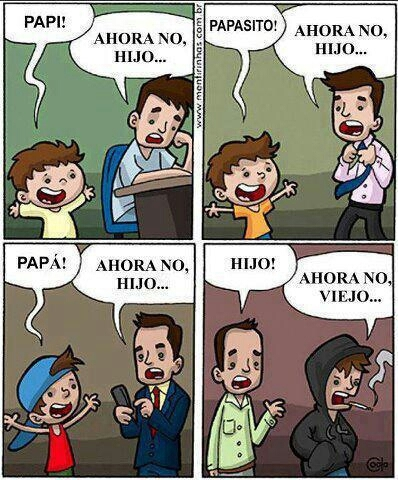 PAPI!
AHORA NO,
HIJO...
www.mentirinhas.com.br
PAPASITO!
AHORA NO,
HIJO...
PAPÁ!
AHORA NO,
HIJO...
HIJO!
AHORA NO,
VIEJO...
Coala